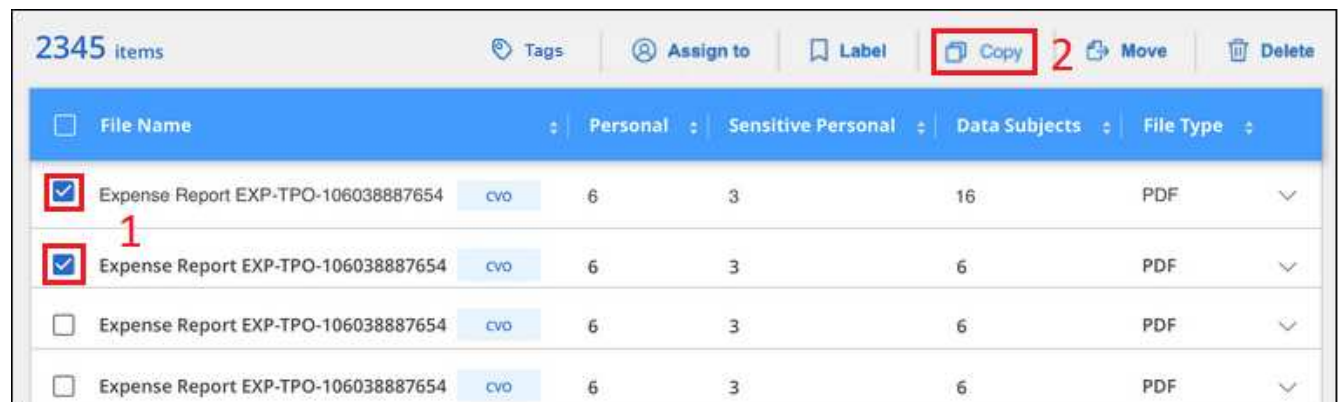 2345 items Tags Assign to Label Copy 2 Move Delete
File Name Personal Sensitive Personal Data Subjects File Type
Expense Report EXP-TPO-106038887654 CVO 6 3 16 PDF
1
Expense Report EXP-TPO-106038887654 CVO 6 3 6 PDF
Expense Report EXP-TPO-106038887654 CVO 6 3 6 PDF
Expense Report EXP-TPO-106038887654 CVO 6 3 6 PDF